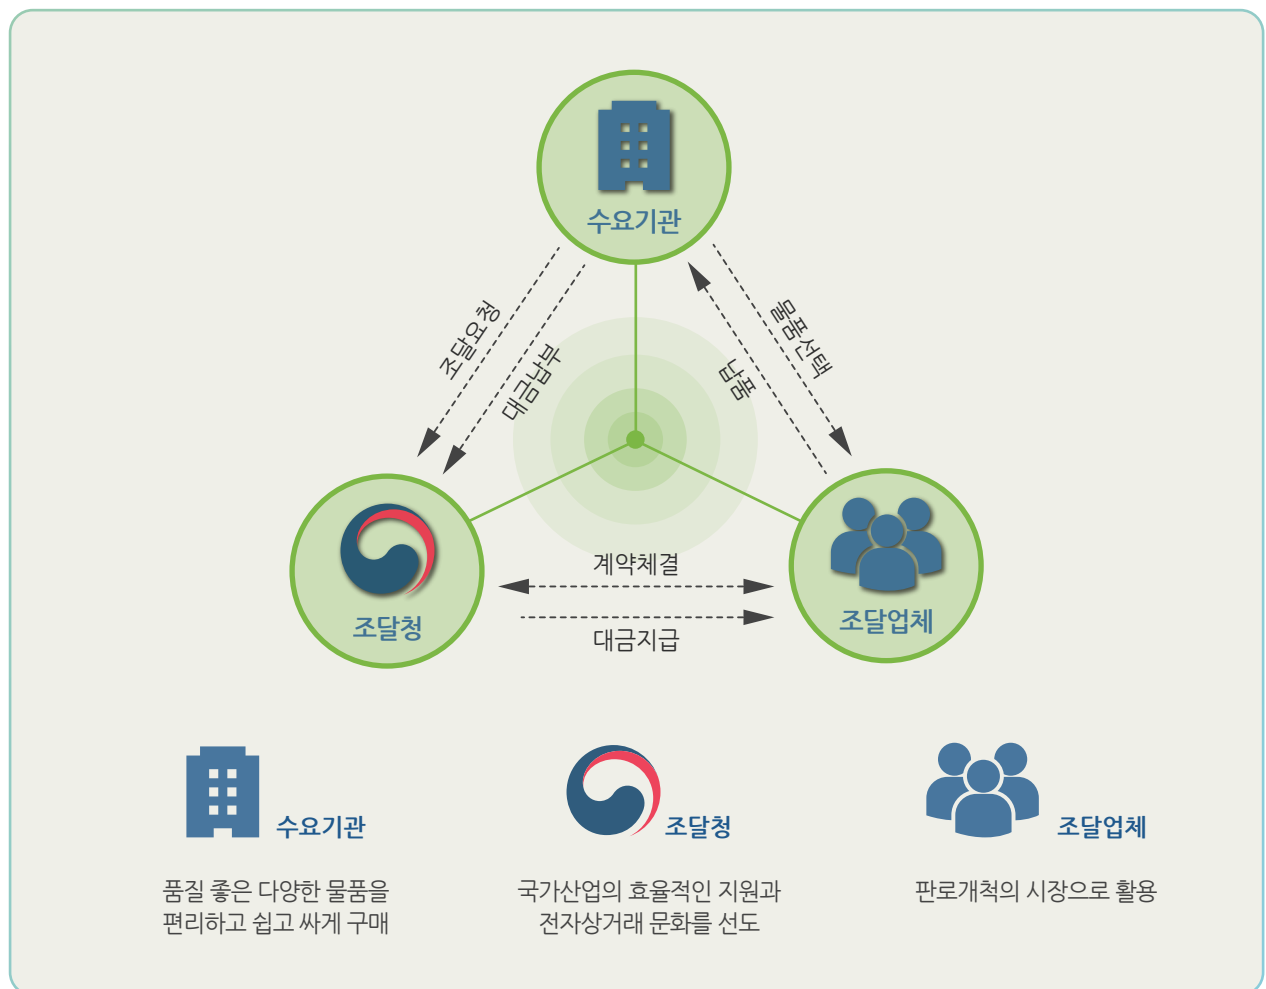 수요기관
조달요청
대금납부
물품선택
납품
조달청
계약체결
대금지급
조달업체
수요기관
조달청
조달업체
품질 좋은 다양한 물품을
편리하고 쉽고 싸게 구매
국가산업의 효율적인 지원과
전자상거래 문화를 선도
판로개척의 시장으로 활용